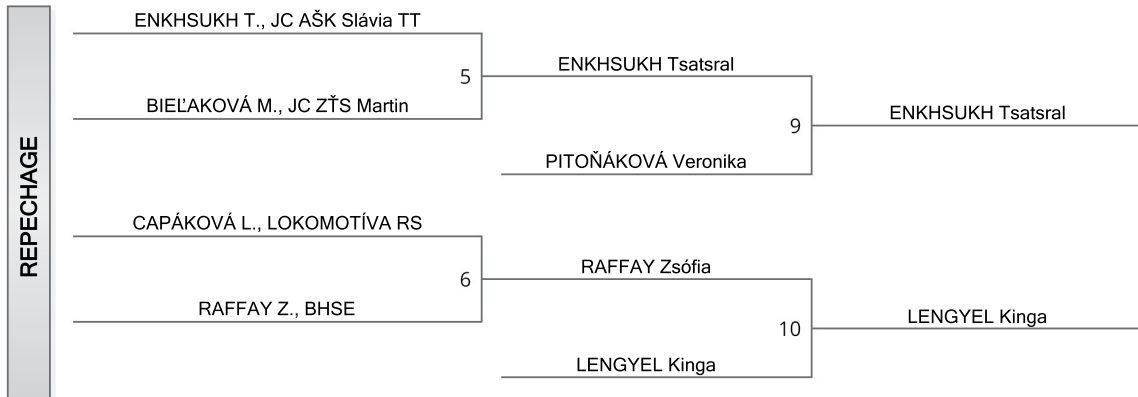 REPECHAGE
ENKHSUKH T., JC AŠK Slávia TT
5
BIEĽAKOVÁ M., JC ZŤS Martin
ENKHSUKH Tsatsral
9
PITOŇÁKOVÁ Veronika
ENKHSUKH Tsatsral
CAPÁKOVÁ L., LOKOMOTÍVA RS
6
RAFFAY Z., BHSE
RAFFAY Zsófia
10
LENGYEL Kinga
LENGYEL Kinga